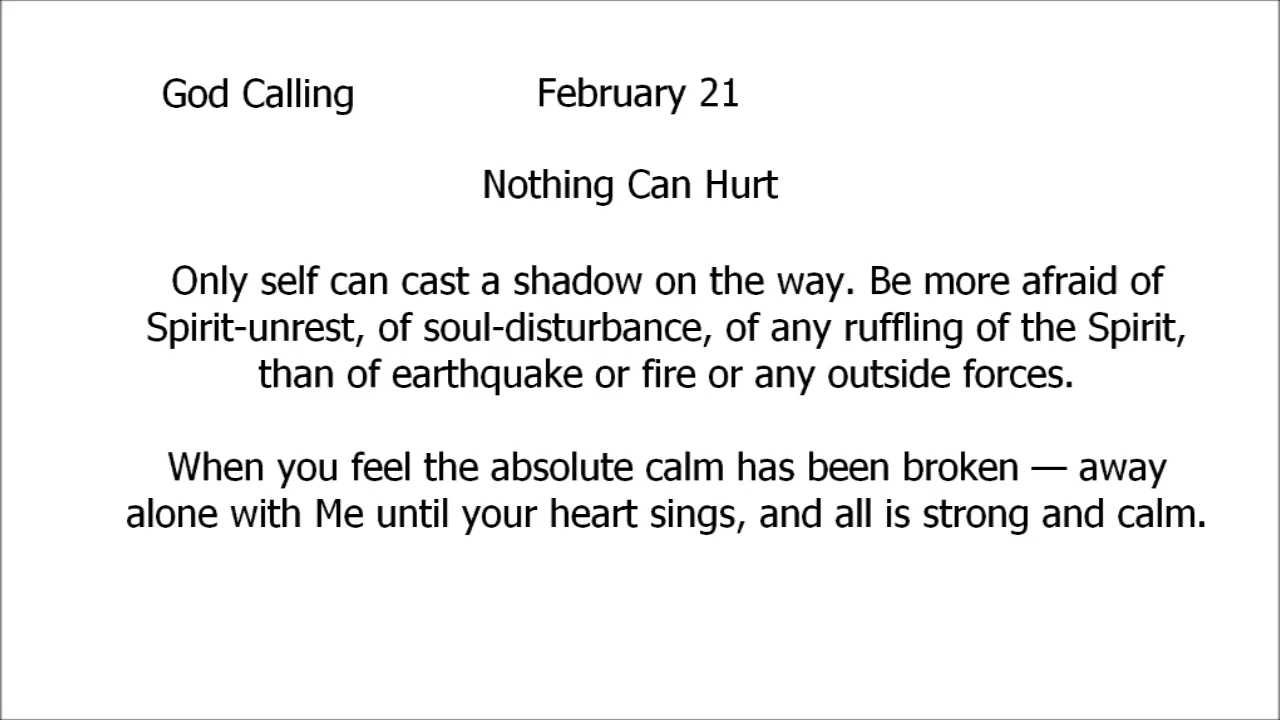 God Calling February 21
Nothing Can Hurt
Only self can cast a shadow on the way. Be more afraid of
Spirit-unrest, of soul-disturbance, of any ruffling of the Spirit,
than of earthquake or fire or any outside forces.
When you feel the absolute calm has been broken — away
alone with Me until your heart sings, and all is strong and calm.